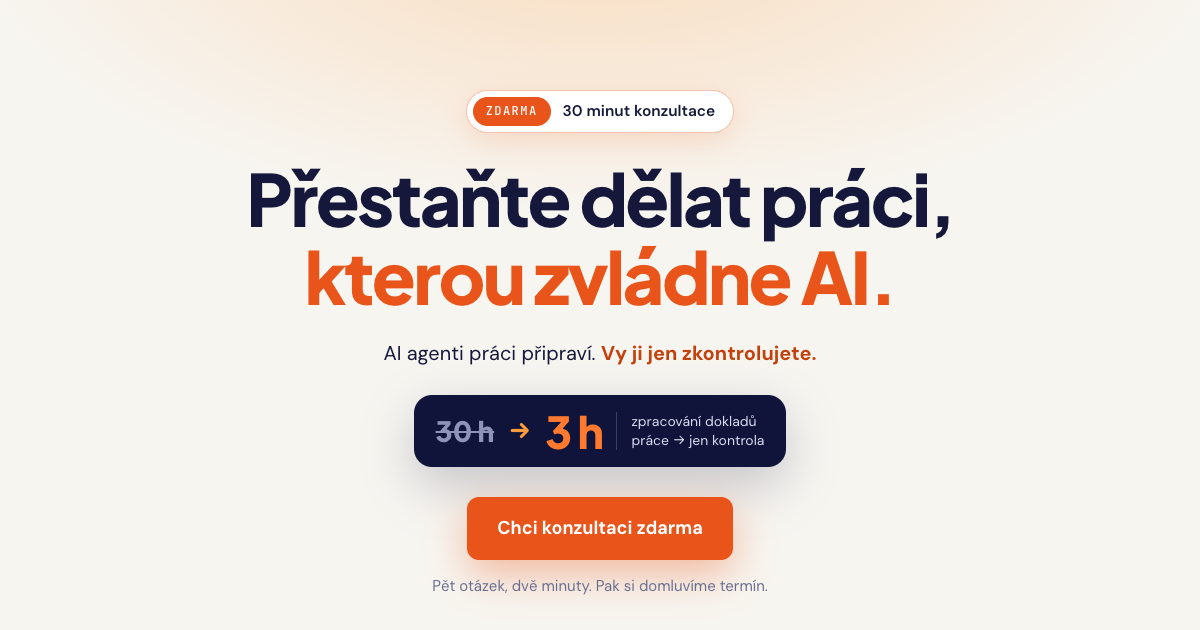 ZDARMA 30 minut konzultace
Přestaňte dělat práci,
kterou zvládne AI.
AI agenti práci připraví. Vy ji jen zkontrolujete.
30 h → 3 h
zpracování dokladů
práce → jen kontrola
Chci konzultaci zdarma
Pět otázek, dvě minuty. Pak si domluvíme termín.